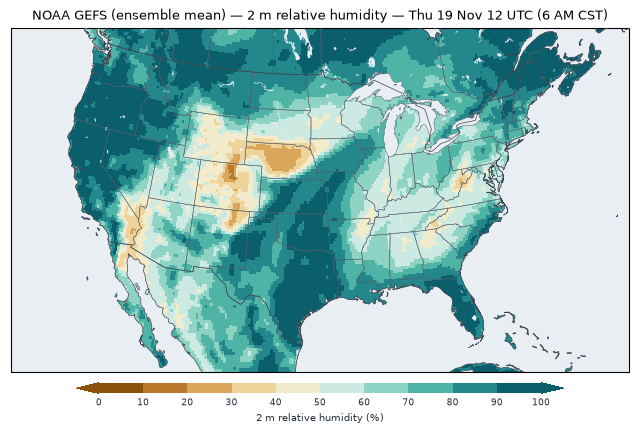 NOAA GEFS (ensemble mean) — 2 m relative humidity — Thu 19 Nov 12 UTC (6 AM CST)
0 10 20 30 40 50 60 70 80 90 100
2 m relative humidity (%)